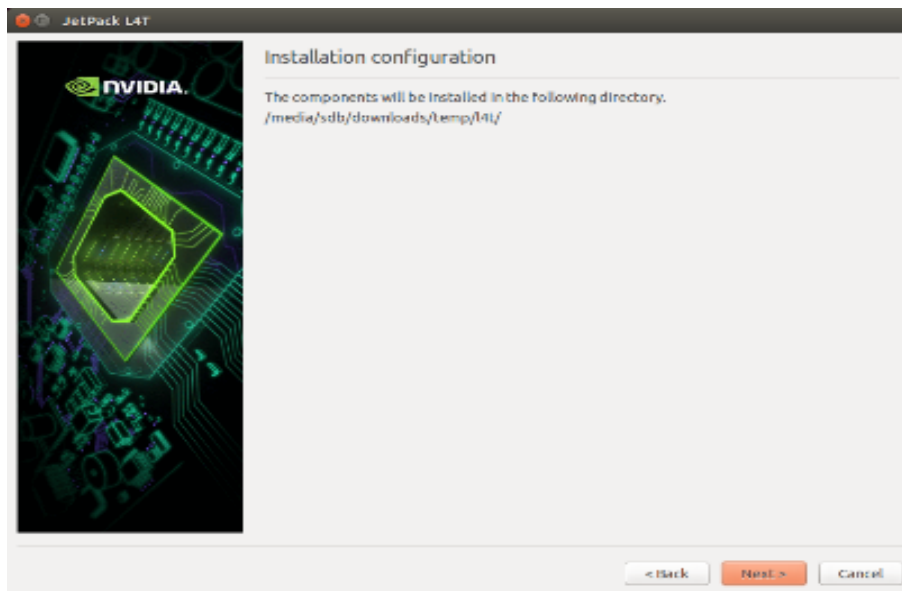 JetPack L4T
NVIDIA.
Installation configuration
The components will be installed in the following directory.
/media/sdb/downloads/temp/l4t/
< Back
Next >
Cancel